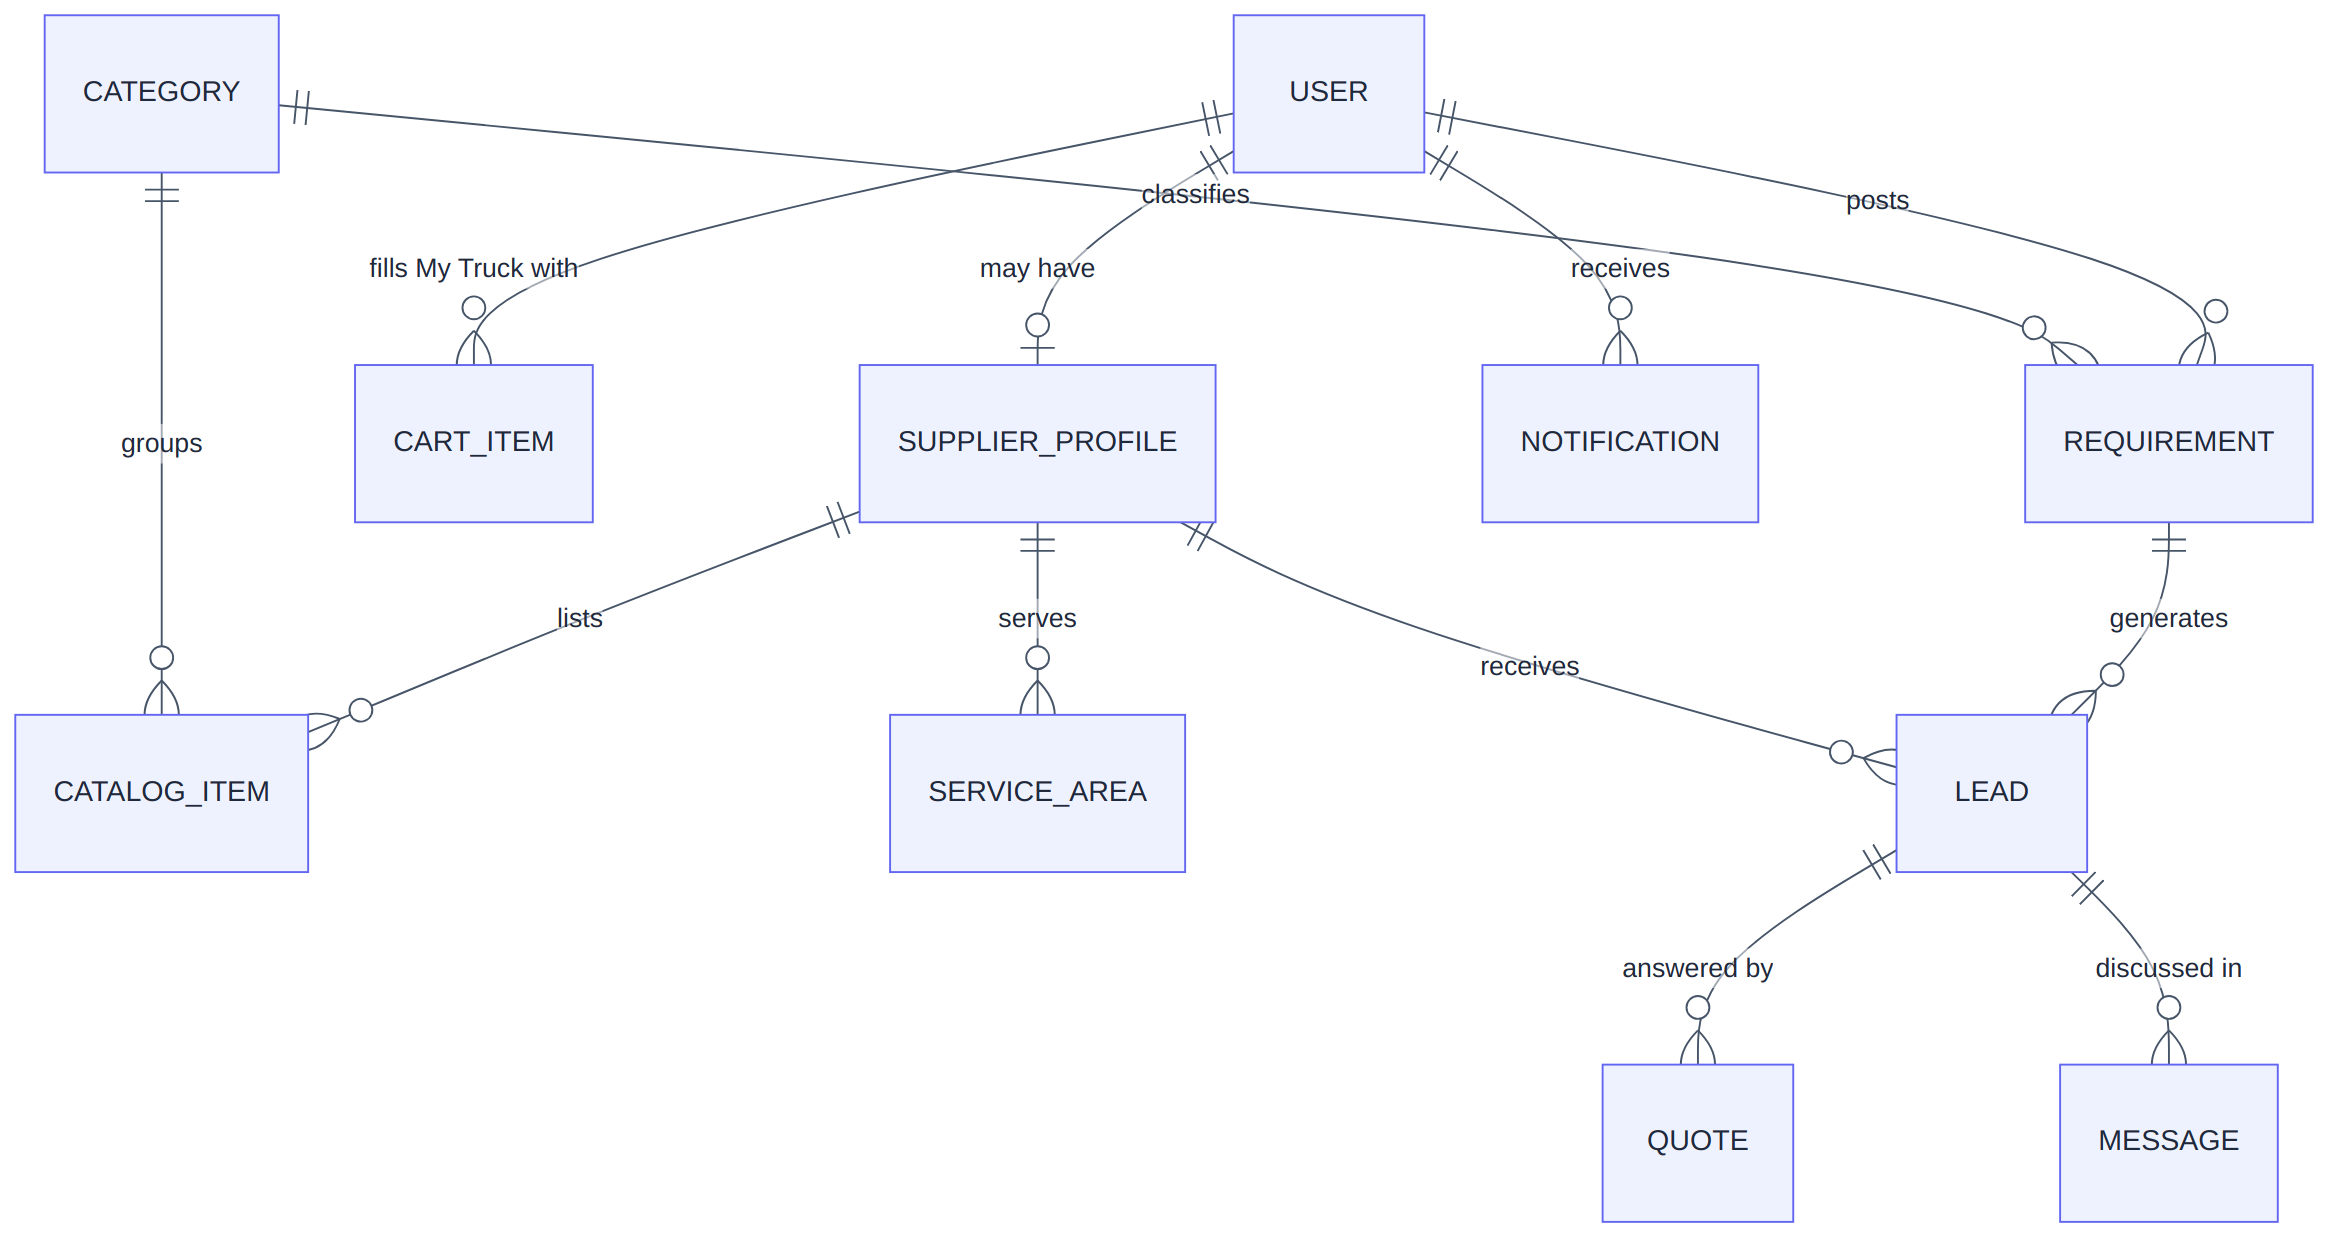 CATEGORY
USER
classifies
posts
fills My Truck with
may have
receives
groups
CART_ITEM
SUPPLIER_PROFILE
NOTIFICATION
REQUIREMENT
lists
serves
receives
generates
CATALOG_ITEM
SERVICE_AREA
LEAD
answered by
discussed in
QUOTE
MESSAGE